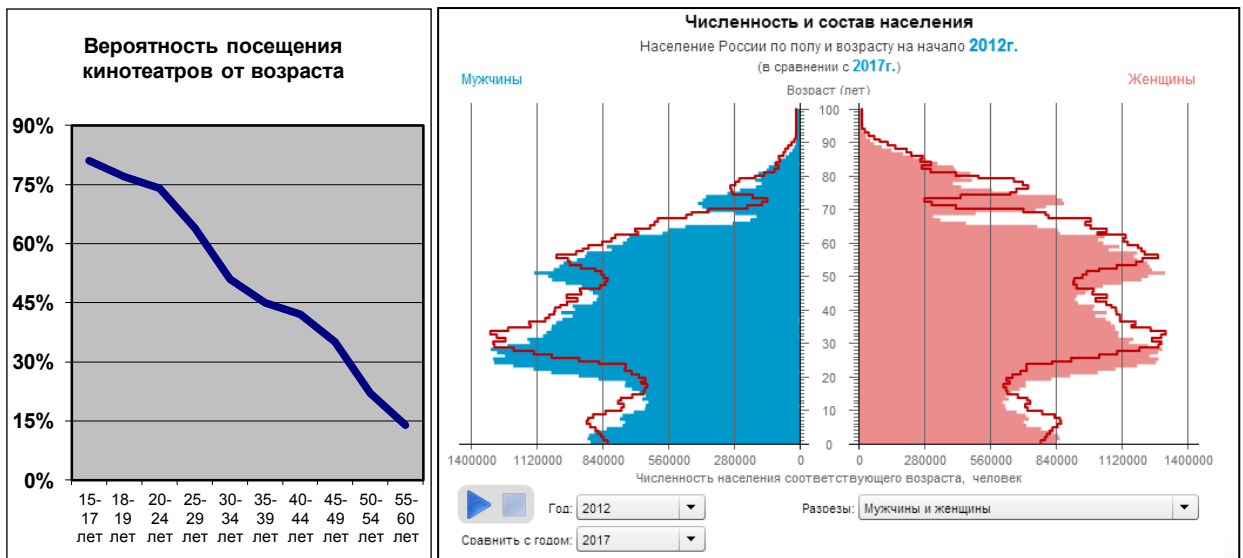 Вероятность посещения
кинотеатров от возраста
90%
75%
60%
45%
30%
15%
0%
15- 18- 20- 25- 30- 35- 40- 45- 50- 55-
17 19 24 29 34 39 44 49 54 60
лет лет лет лет лет лет лет лет лет лет
Численность и состав населения
Население России по полу и возрасту на начало 2012г.
(в сравнении с 2017г.)
Мужчины
Женщины
Возраст (лет)
100
90
80
70
60
50
40
30
20
10
0
1400000 1120000 840000 560000 280000 0 0 280000 560000 840000 1120000 1400000
Численность населения соответствующего возраста, человек
Год: 2012 Разрезы: Мужчины и женщины
Сравнить с годом: 2017